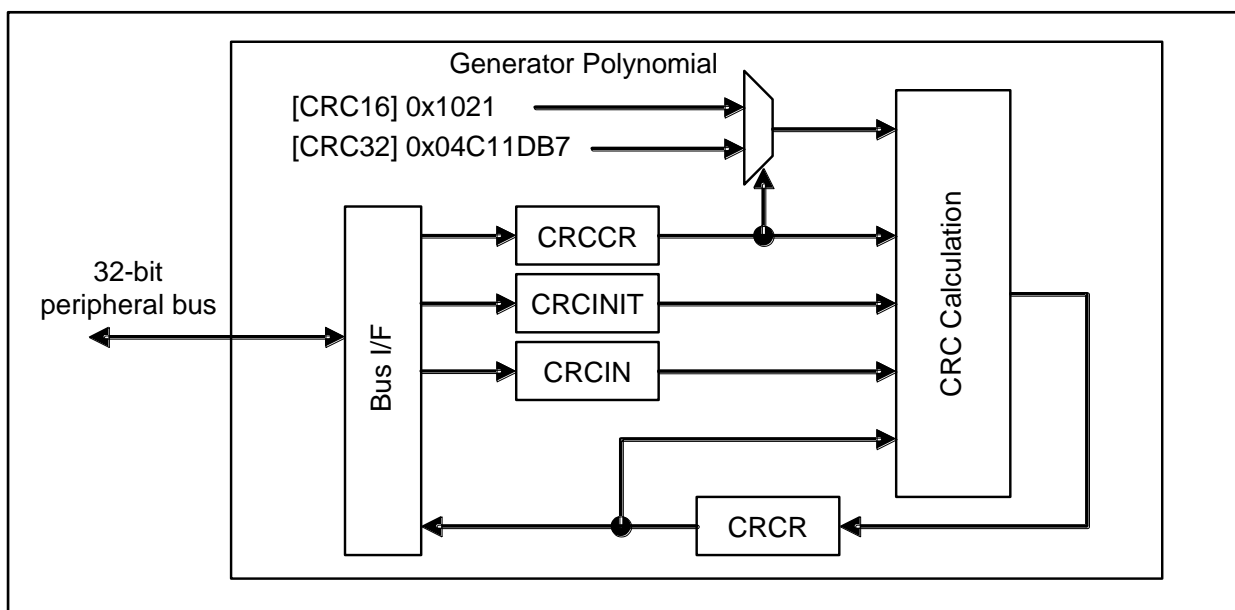 Generator Polynomial
[CRC16] 0x1021
[CRC32] 0x04C11DB7
32-bit
peripheral bus
Bus I/F
CRCCR
CRCINIT
CRCIN
CRC Calculation
CRCR